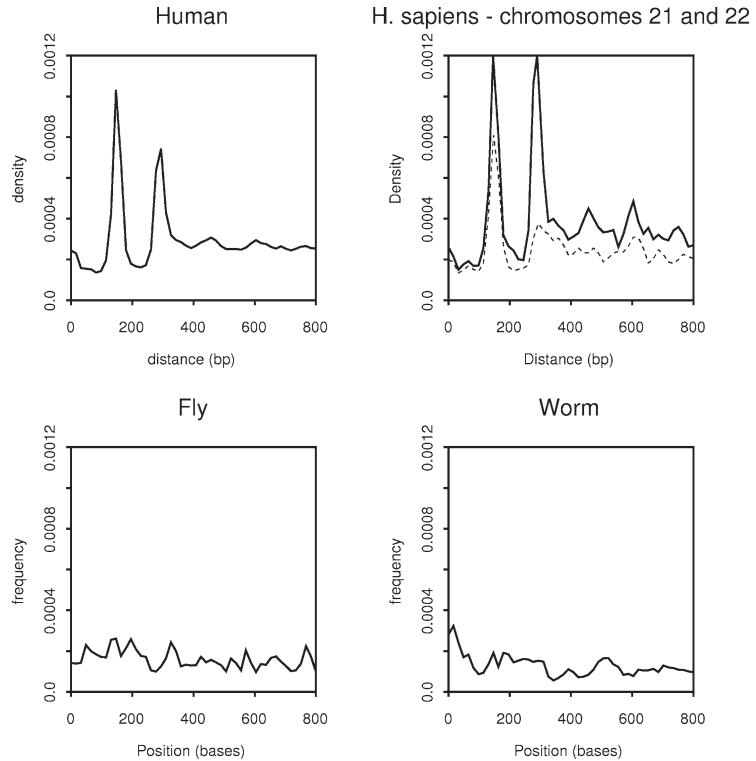 Human
H. sapiens - chromosomes 21 and 22
density
0.0 0.0004 0.0008 0.0012
0 200 400 600 800
distance (bp)
Density
0.0 0.0004 0.0008 0.0012
0 200 400 600 800
Distance (bp)
Fly
Worm
frequency
0.0 0.0004 0.0008 0.0012
0 200 400 600 800
Position (bases)
frequency
0.0 0.0004 0.0008 0.0012
0 200 400 600 800
Position (bases)